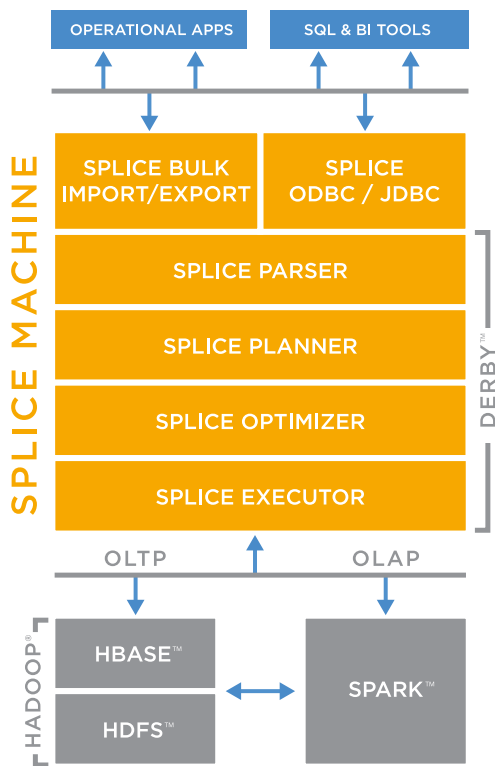 OPERATIONAL APPS
SQL & BI TOOLS
SPLICE MACHINE
SPLICE BULK
IMPORT/EXPORT
SPLICE
ODBC / JDBC
SPLICE PARSER
SPLICE PLANNER
SPLICE OPTIMIZER
SPLICE EXECUTOR
DERBY™
OLTP
OLAP
HADOOP®
HBASE™
HDFS™
SPARK™